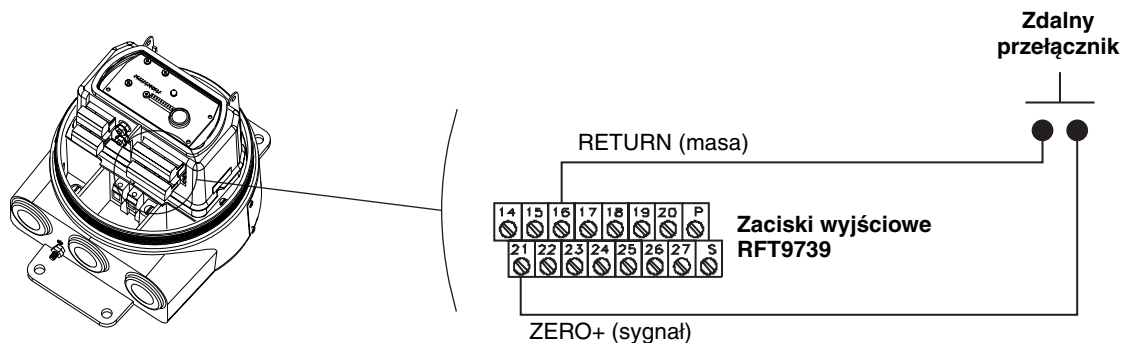 Zdalny
przełącznik
RETURN (masa)
14 15 16 17 18 19 20 P
21 22 23 24 25 26 27 S
Zaciski wyjściowe
RFT9739
ZERO+ (sygnał)